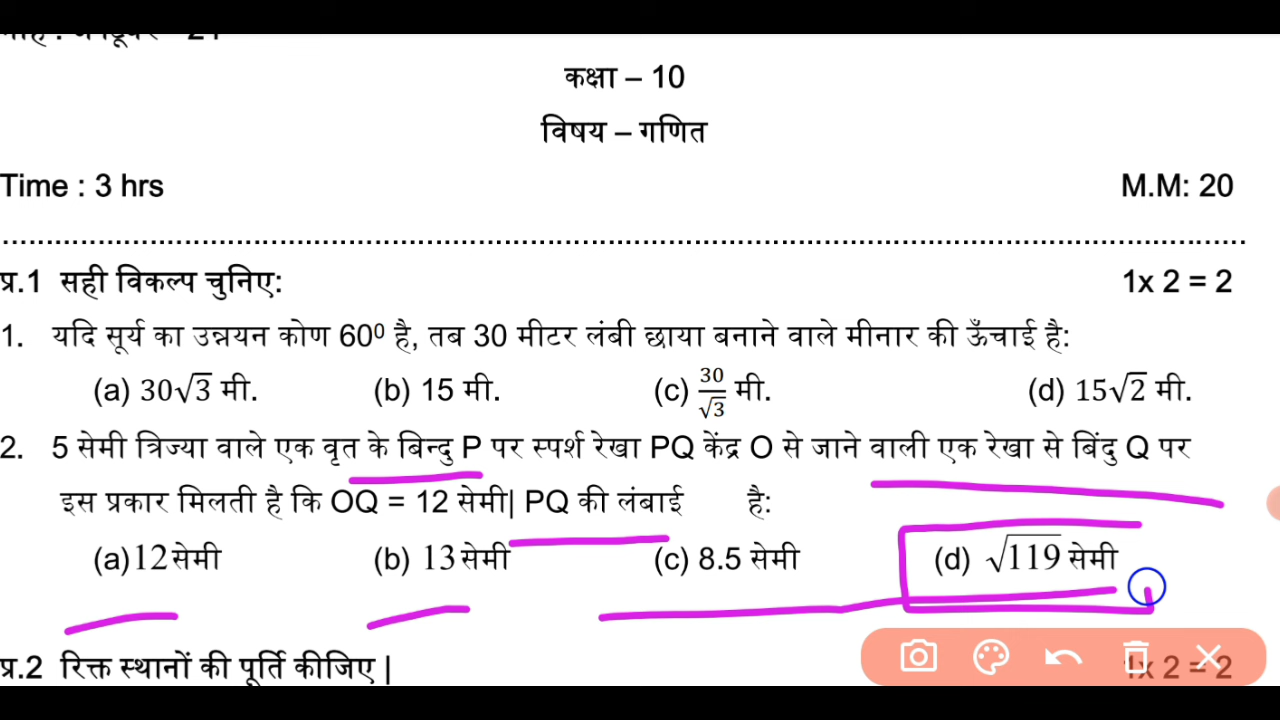 कक्षा – 10
विषय – गणित
Time : 3 hrs M.M: 20
प्र.1 सही विकल्प चुनिए: 1x 2 = 2
1. यदि सूर्य का उन्नयन कोण 60⁰ है, तब 30 मीटर लंबी छाया बनाने वाले मीनार की ऊँचाई है:
(a) 30√3 मी. (b) 15 मी. (c) 30/√3 मी. (d) 15√2 मी.
2. 5 सेमी त्रिज्या वाले एक वृत के बिन्दु P पर स्पर्श रेखा PQ केंद्र O से जाने वाली एक रेखा से बिंदु Q पर
इस प्रकार मिलती है कि OQ = 12 सेमी| PQ की लंबाई है:
(a)12सेमी (b) 13सेमी (c) 8.5 सेमी (d) √119 सेमी
प्र.2 रिक्त स्थानों की पूर्ति कीजिए | 1x 2 = 2